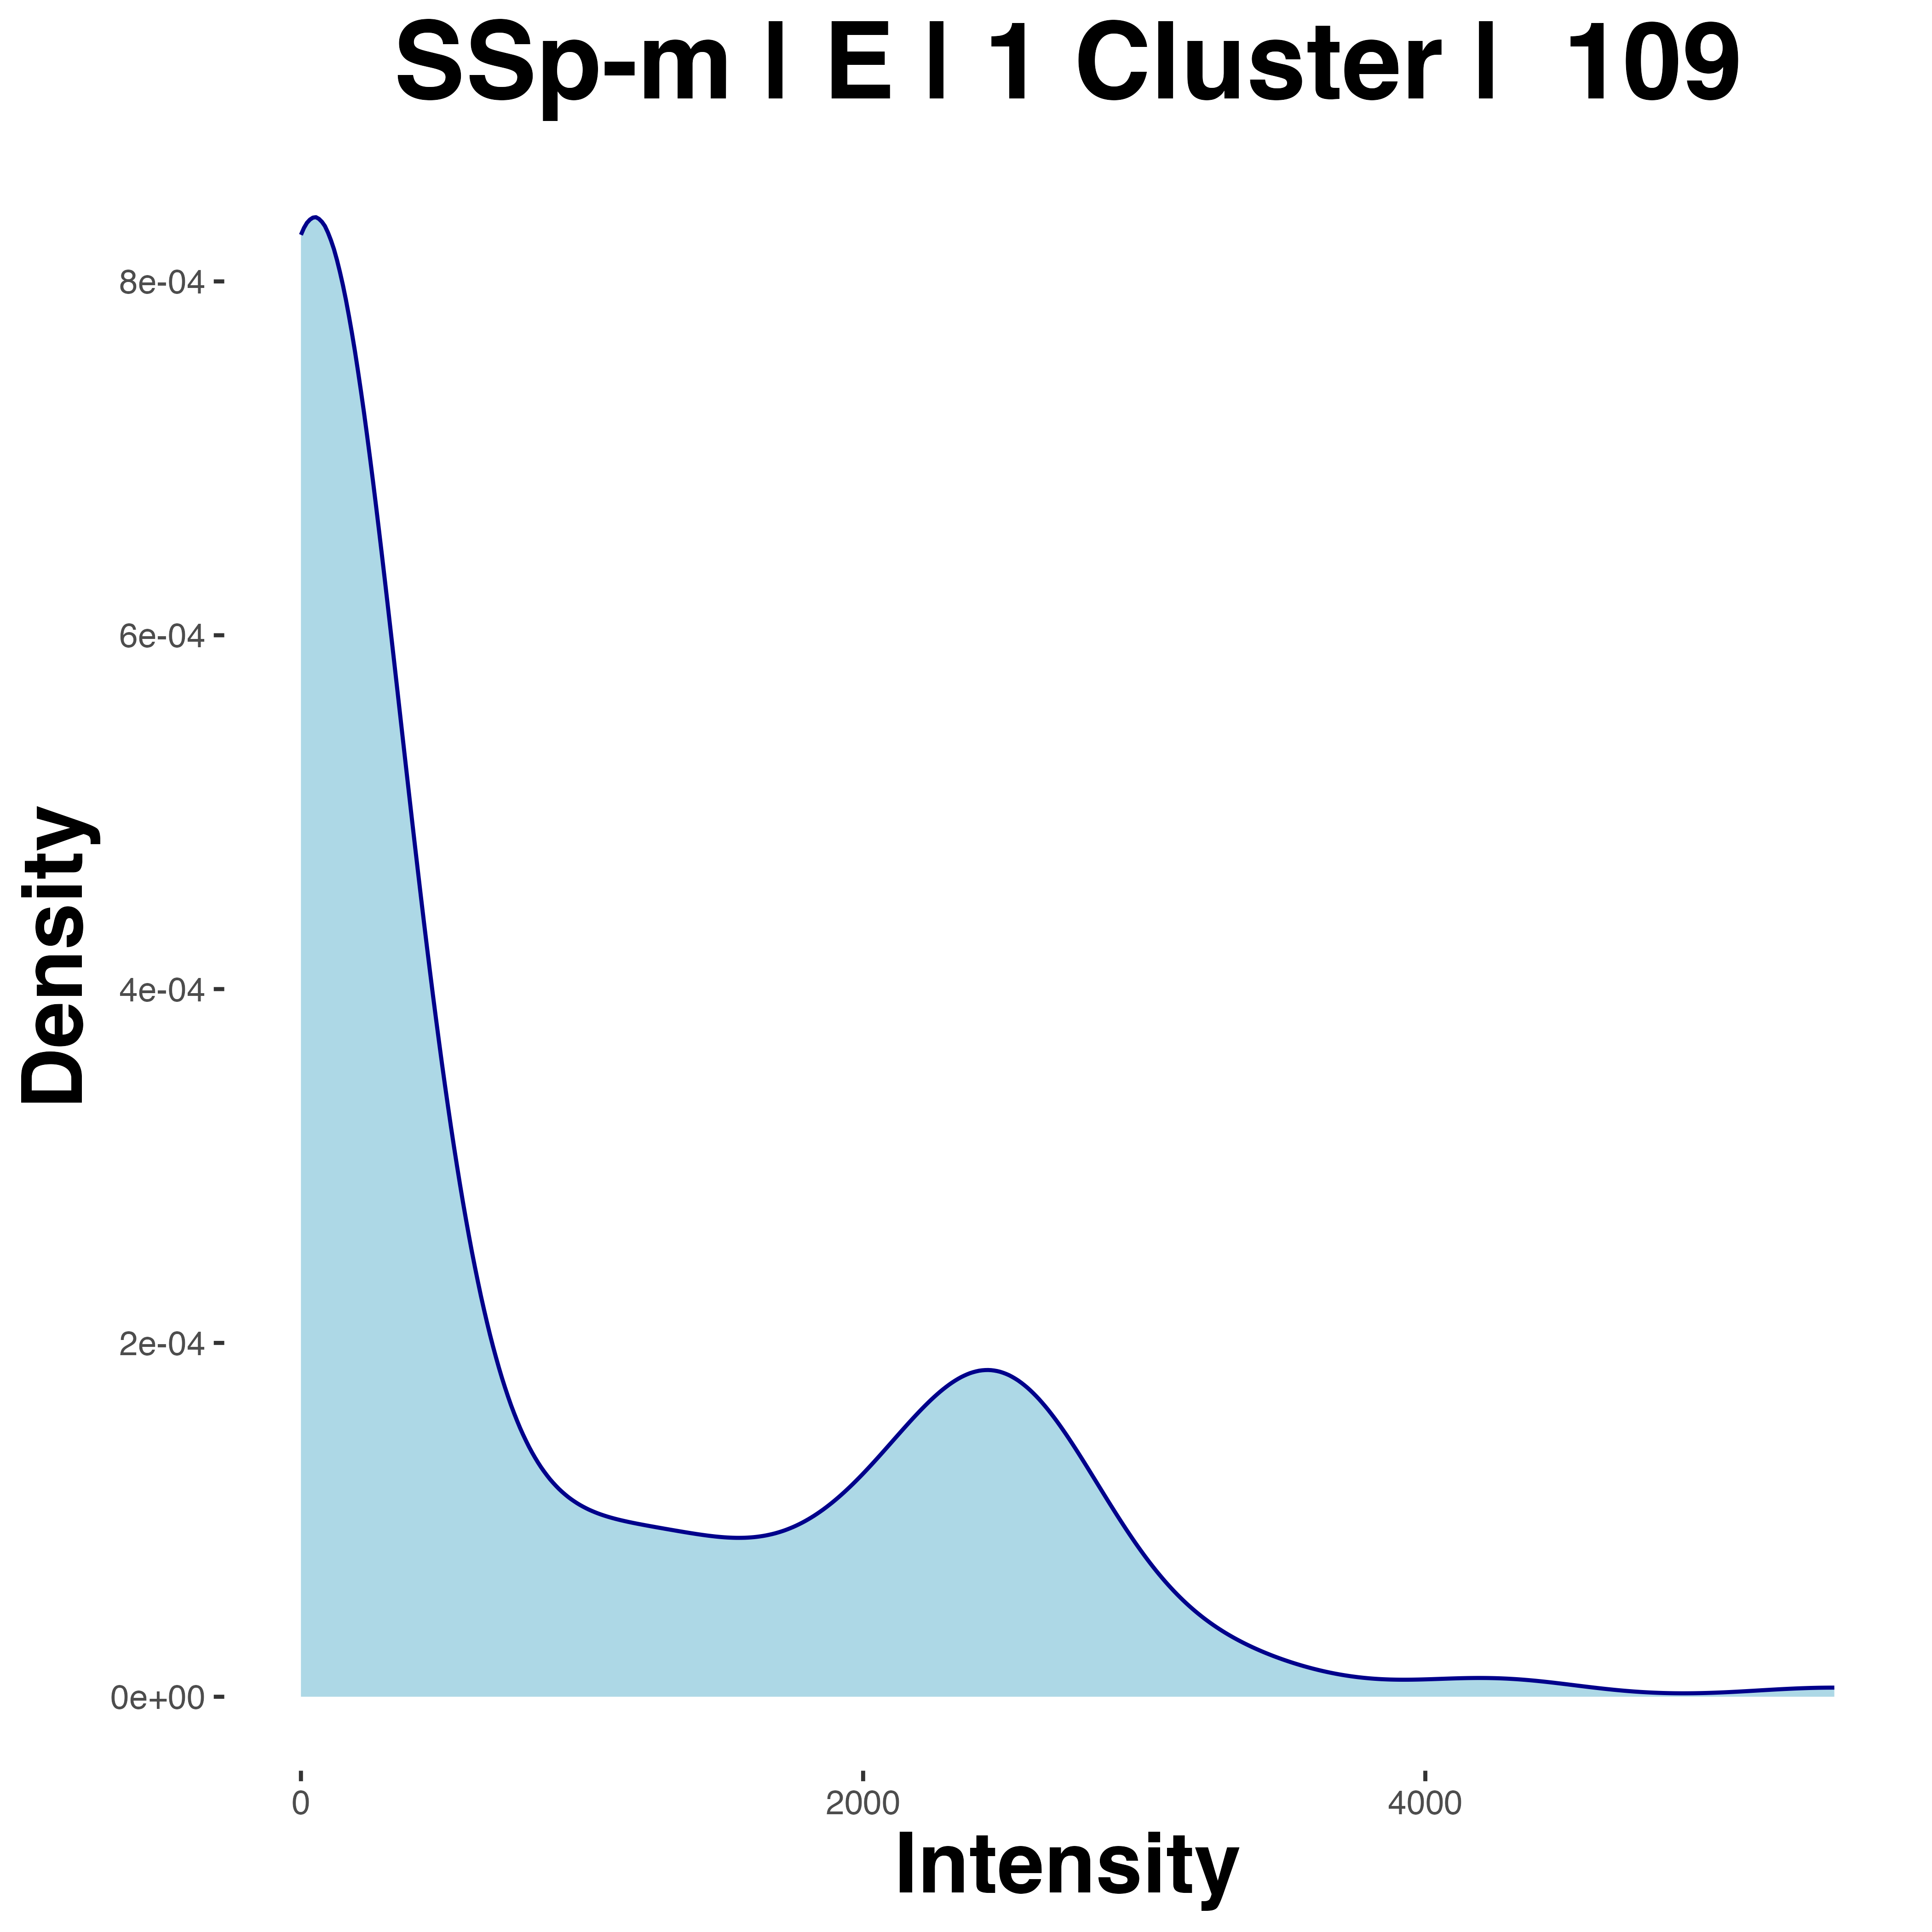 SSp-m | E | 1 Cluster | 109
8e-04
6e-04
4e-04
2e-04
0e+00
Density
0 2000 4000
Intensity